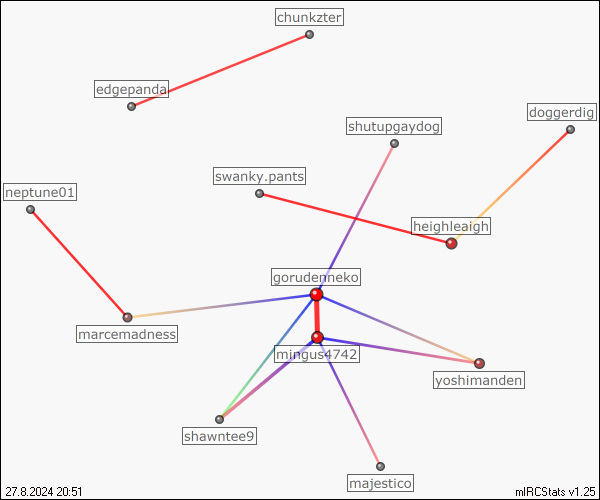 chunkzter
edgepanda
doggerdig
shutupgaydog
swanky.pants
neptune01
heighleaigh
gorudenneko
marcemadness
mingus4742
yoshimanden
shawntee9
majestico
27.8.2024 20:51
mIRCStats v1.25